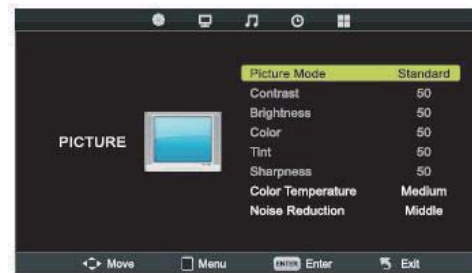 PICTURE
Picture Mode Standard
Contrast 50
Brightness 50
Color 50
Tint 50
Sharpness 50
Color Temperature Medium
Noise Reduction Middle
Move Menu ENTER Enter Exit